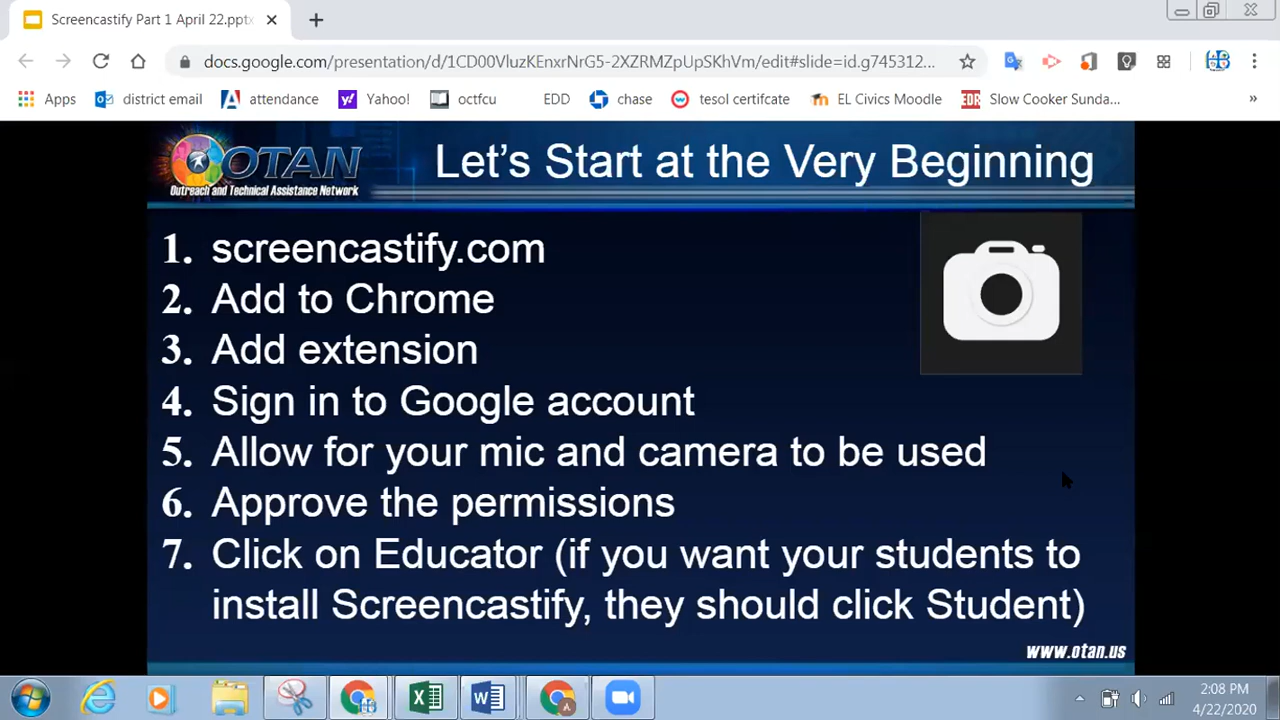 Screencastify Part 1 April 22.pptx
docs.google.com/presentation/d/1CD00VluzKEnxrNrG5-2XZRMZpUpSKhVm/edit#slide=id.g745312...
Apps district email attendance Yahoo! cctfcu EDD chase test certifcate EL Civics Moodle EDR Slow Cooker Sunda... »
OTAN
Outreach and Technical Assistance Network
Let's Start at the Very Beginning
1. screencastify.com
2. Add to Chrome
3. Add extension
4. Sign in to Google account
5. Allow for your mic and camera to be used
6. Approve the permissions
7. Click on Educator (if you want your students to
install Screencastify, they should click Student)
www.otan.us
2:08 PM
4/22/2020